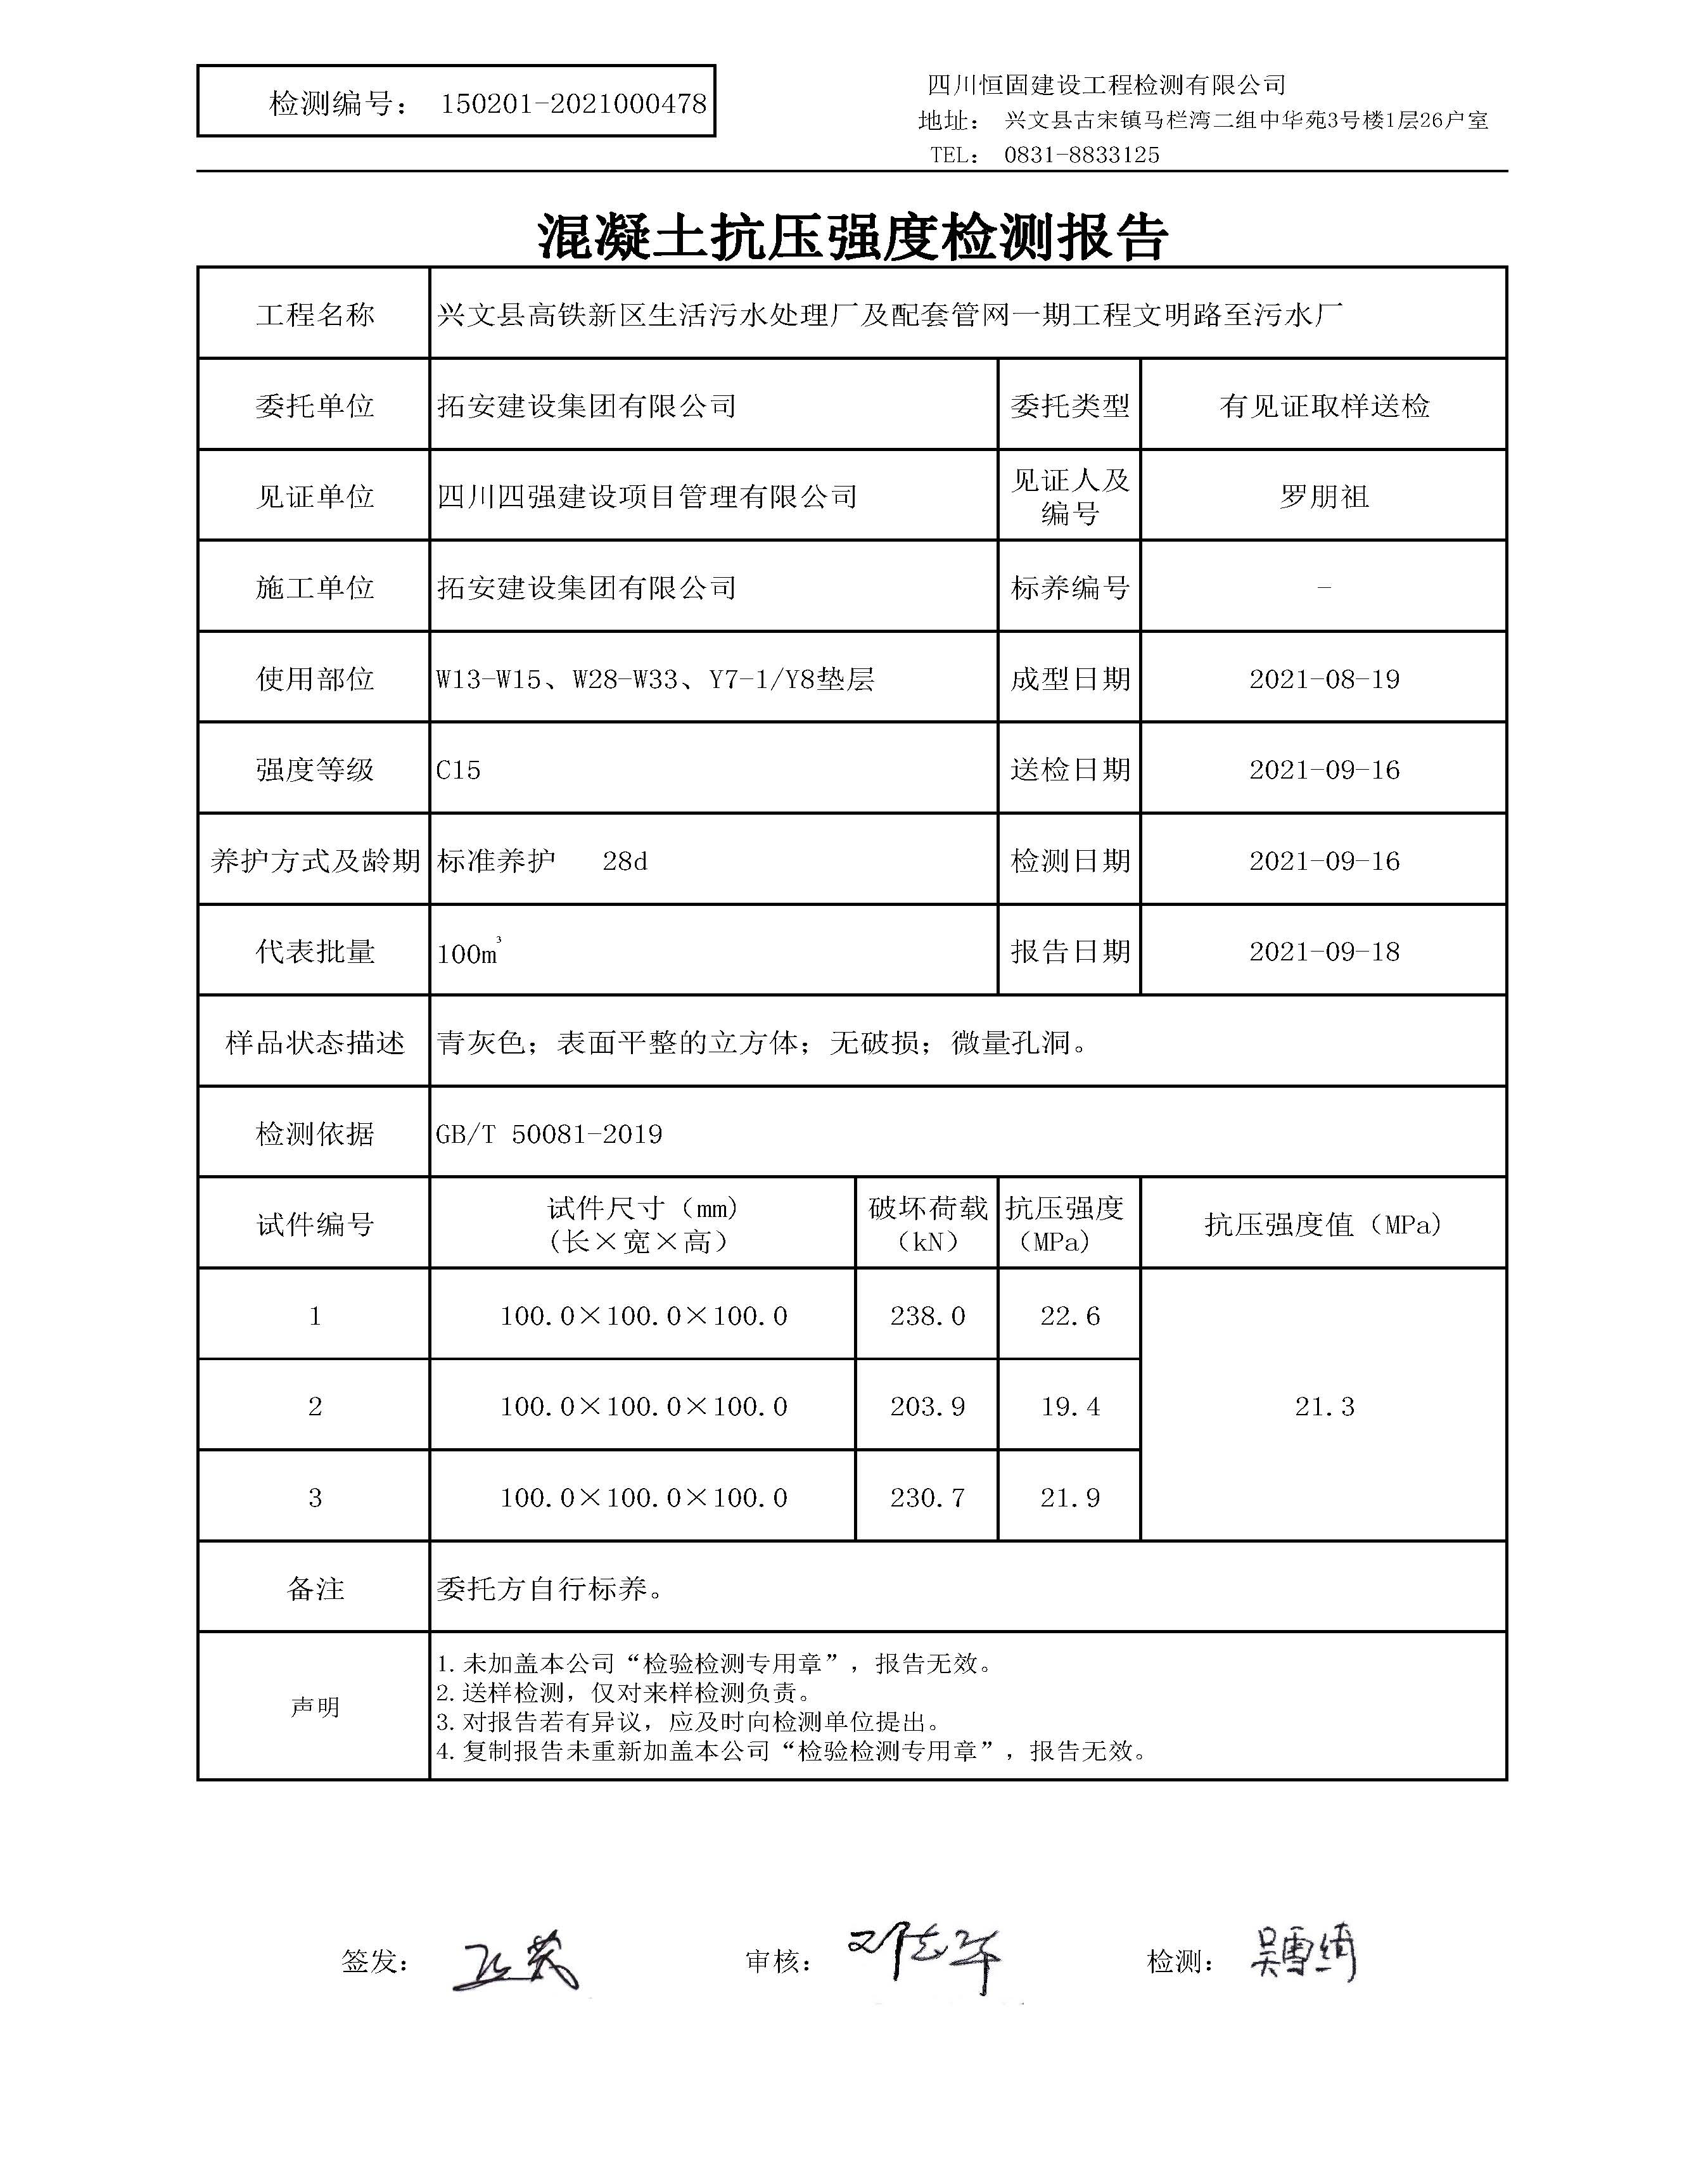 检测编号： 150201-2021000478
四川恒固建设工程检测有限公司
地址： 兴文县古宋镇马栏湾二组中华苑3号楼1层26户室
TEL： 0831-8833125
混凝土抗压强度检测报告
工程名称 兴文县高铁新区生活污水处理厂及配套管网一期工程文明路至污水厂
委托单位 拓安建设集团有限公司 委托类型 有见证取样送检
见证单位 四川四强建设项目管理有限公司 见证人及
编号 罗朋祖
施工单位 拓安建设集团有限公司 标养编号 -
使用部位 W13-W15、W28-W33、Y7-1/Y8垫层 成型日期 2021-08-19
强度等级 C15 送检日期 2021-09-16
养护方式及龄期 标准养护 28d 检测日期 2021-09-16
代表批量 100m³ 报告日期 2021-09-18
样品状态描述 青灰色；表面平整的立方体；无破损；微量孔洞。
检测依据 GB/T 50081-2019
试件编号 试件尺寸（mm)
(长×宽×高） 破坏荷载
（kN） 抗压强度
（MPa) 抗压强度值（MPa)
1 100.0×100.0×100.0 238.0 22.6
2 100.0×100.0×100.0 203.9 19.4 21.3
3 100.0×100.0×100.0 230.7 21.9
备注 委托方自行标养。
声明
1.未加盖本公司“检验检测专用章”，报告无效。
2.送样检测，仅对来样检测负责。
3.对报告若有异议，应及时向检测单位提出。
4.复制报告未重新加盖本公司“检验检测专用章”，报告无效。
签发： 审核： 检测： 吴雪绮